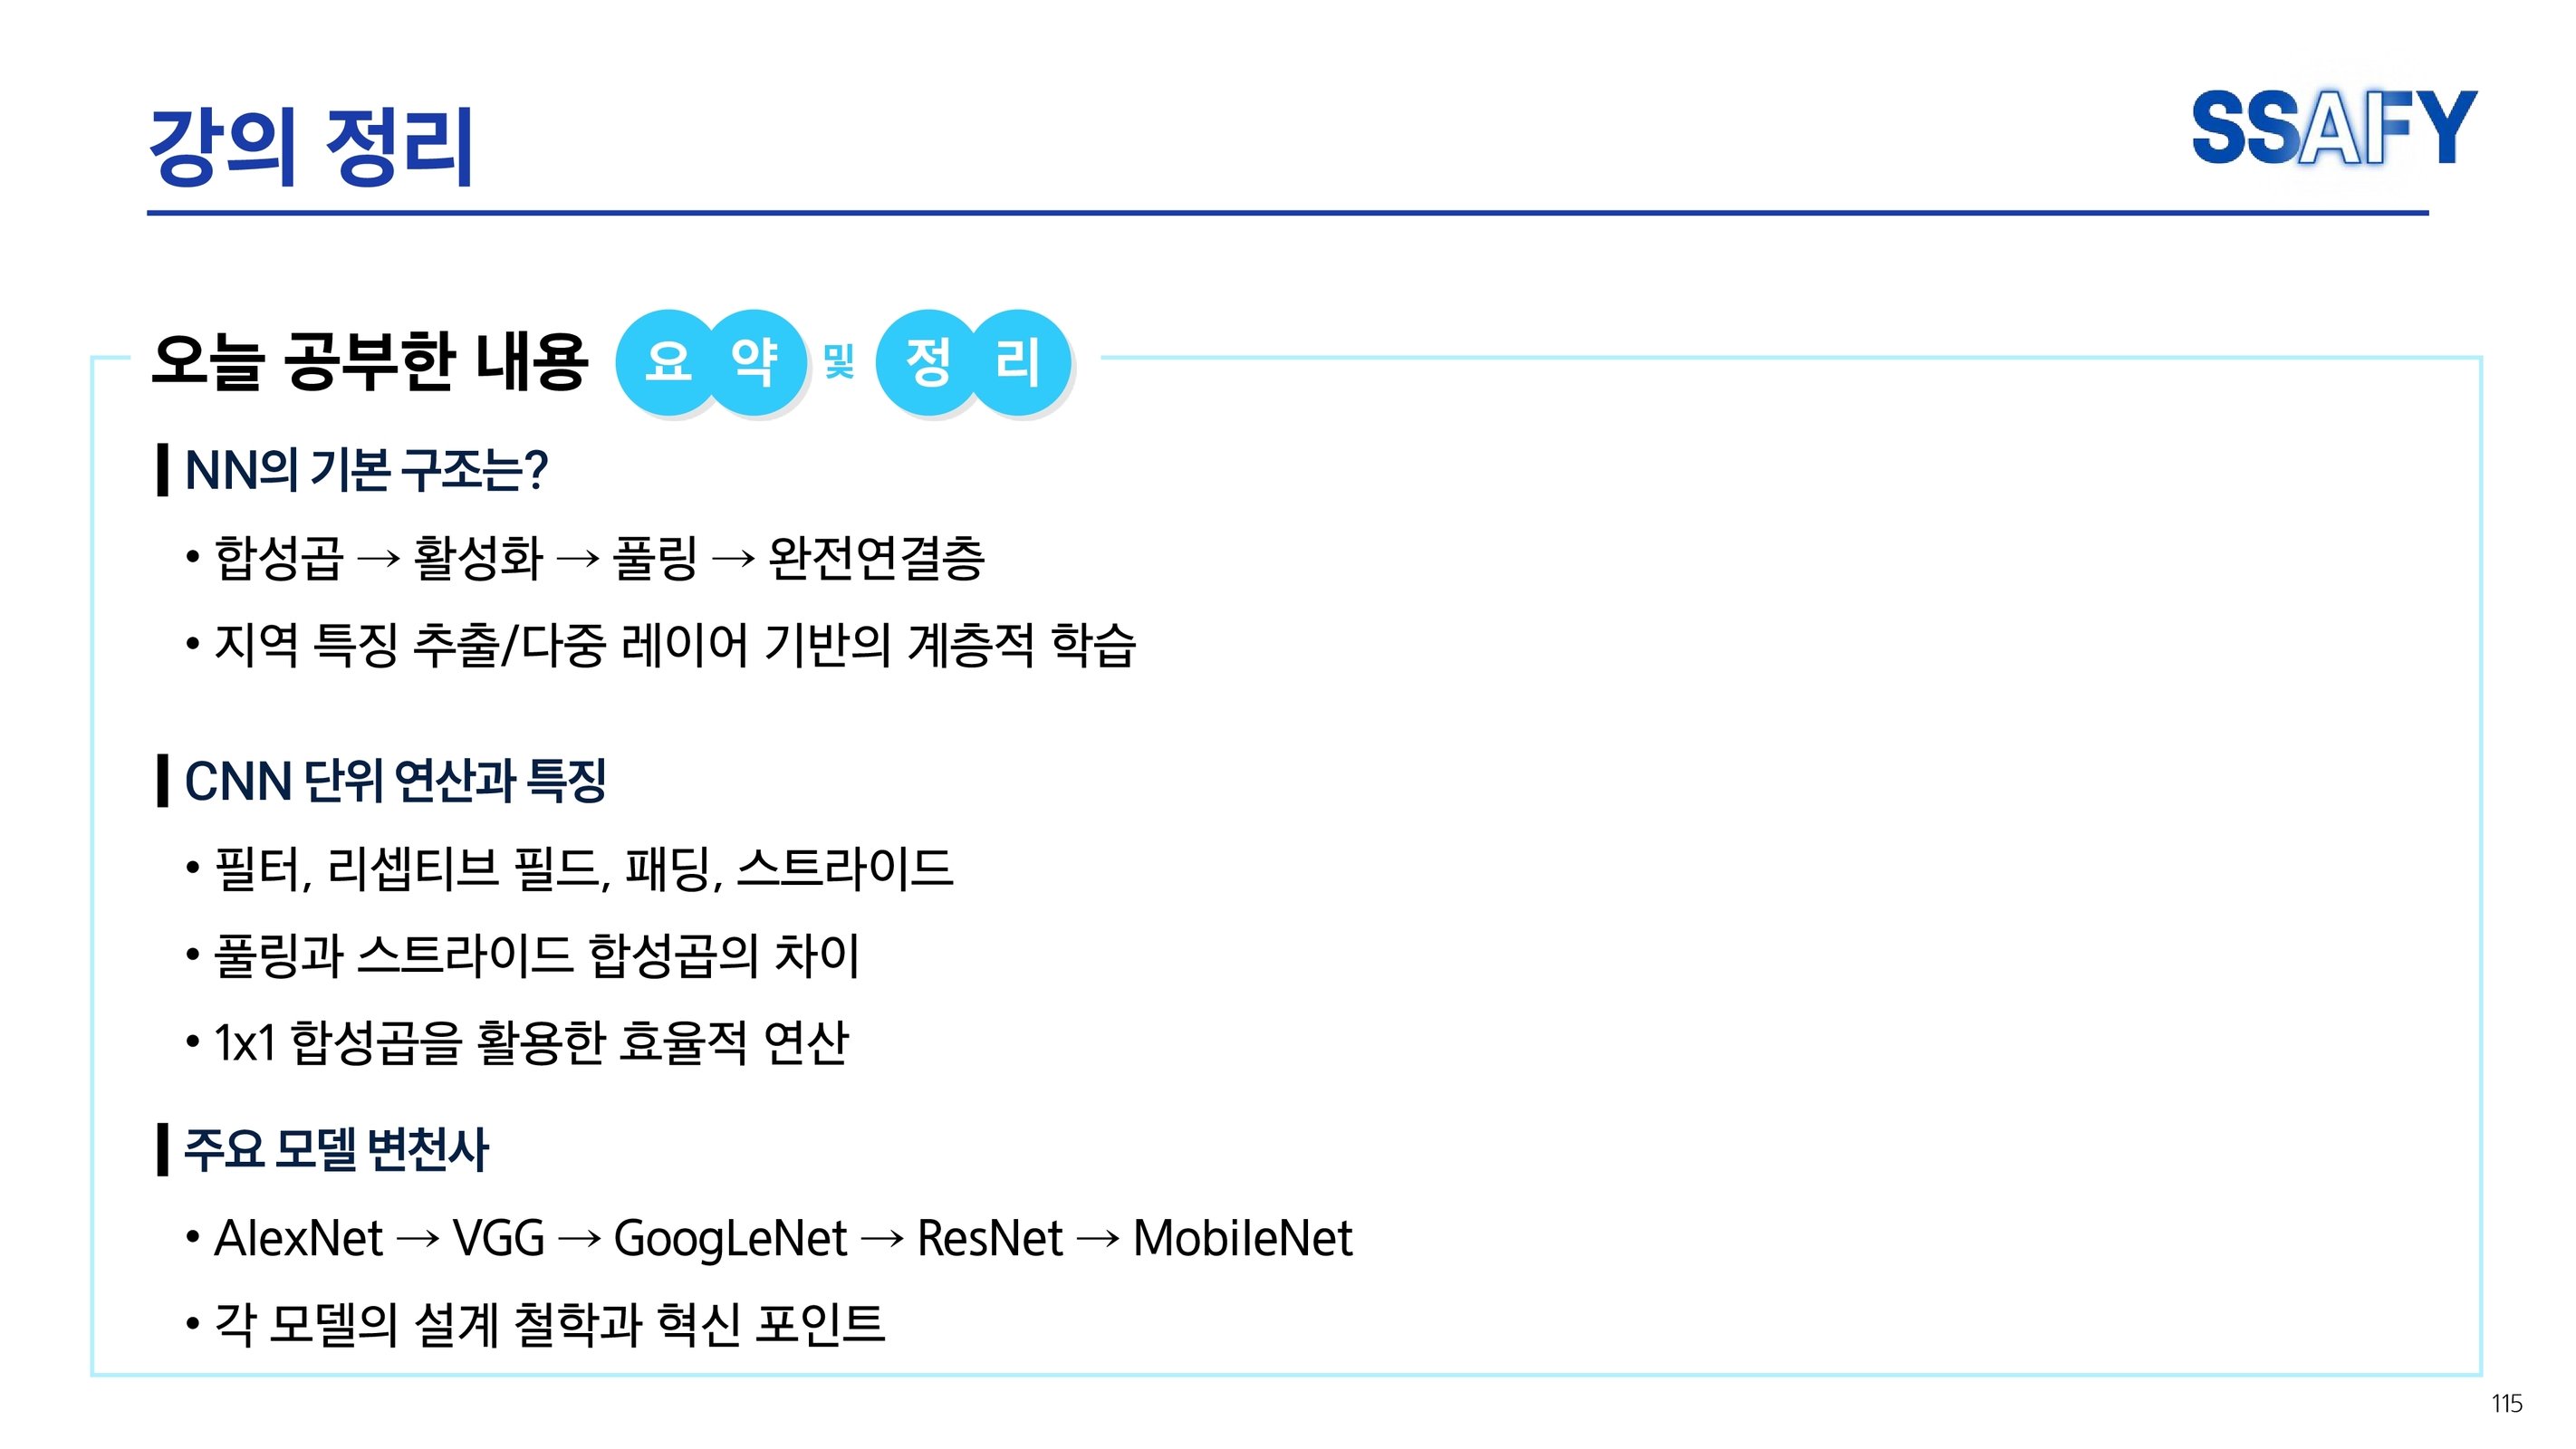 강의 정리
SSAFY
오늘 공부한 내용 요약 및 정리
NN의 기본 구조는?
• 합성곱 → 활성화 → 풀링 → 완전연결층
• 지역 특징 추출/다중 레이어 기반의 계층적 학습
CNN 단위 연산과 특징
• 필터, 리셉티브 필드, 패딩, 스트라이드
• 풀링과 스트라이드 합성곱의 차이
• 1x1 합성곱을 활용한 효율적 연산
주요 모델 변천사
• AlexNet → VGG → GoogLeNet → ResNet → MobileNet
• 각 모델의 설계 철학과 혁신 포인트
115